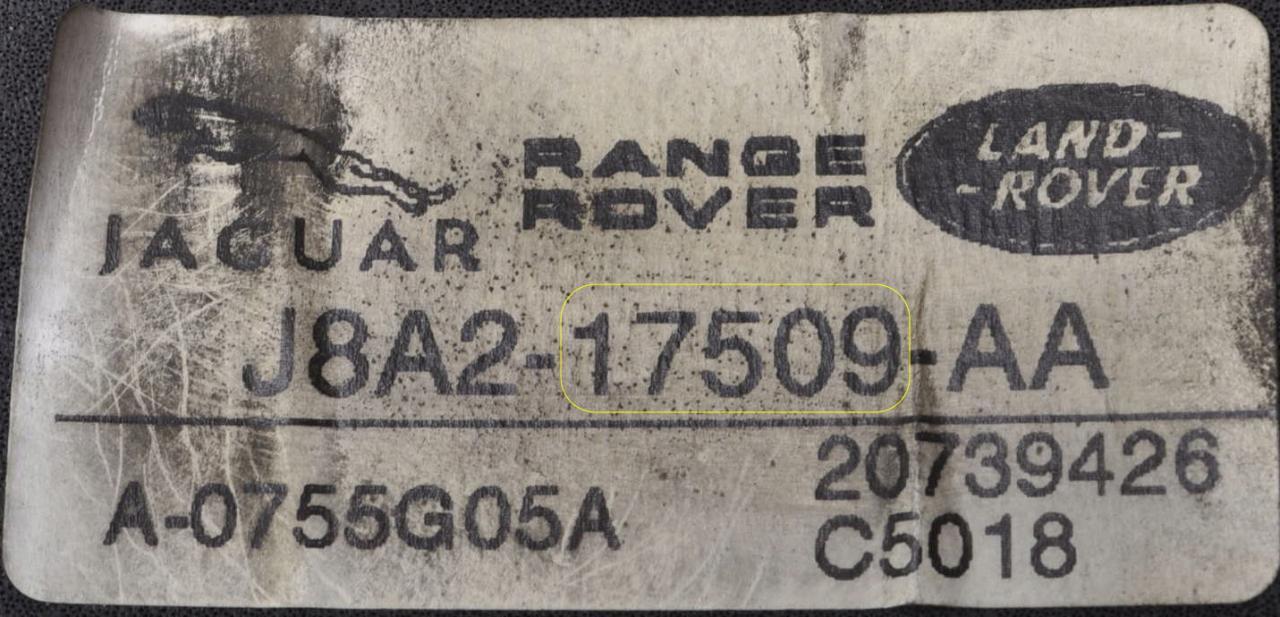 JAGUAR
RANGE
ROVER
LAND-
-ROVER
J8A2-17509-AA
A-0755G05A
20739426
C5018